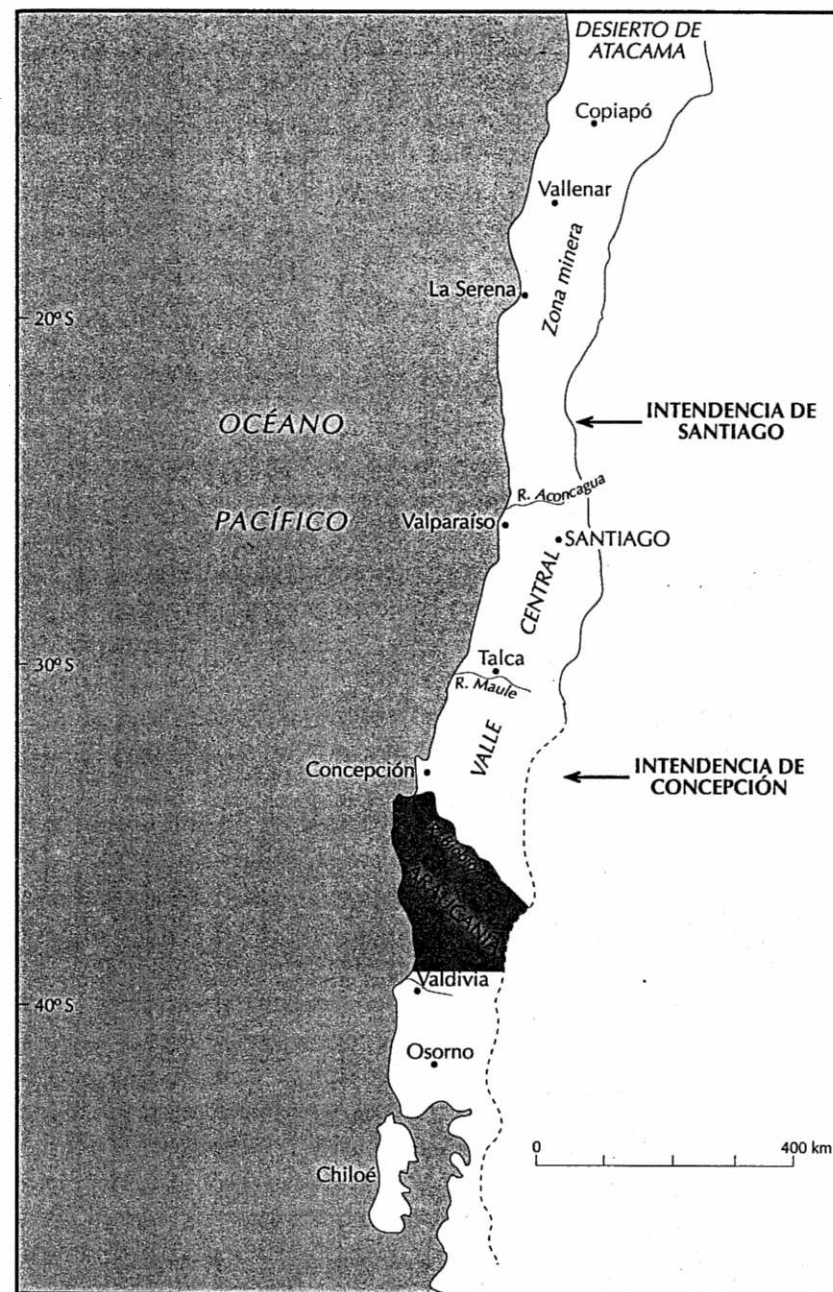 DESIERTO DE
ATACAMA
Copiapó
Vallenar
Zona minera
La Serena
20º S
OCÉANO
PACÍFICO
INTENDENCIA DE
SANTIAGO
R. Aconcagua
Valparaíso
SANTIAGO
CENTRAL
30º S
Talca
R. Maule
VALLE
Concepción
INTENDENCIA DE
CONCEPCIÓN
ARAUCANÍA
Valdivia
40º S
Osorno
Chiloé
0
400 km